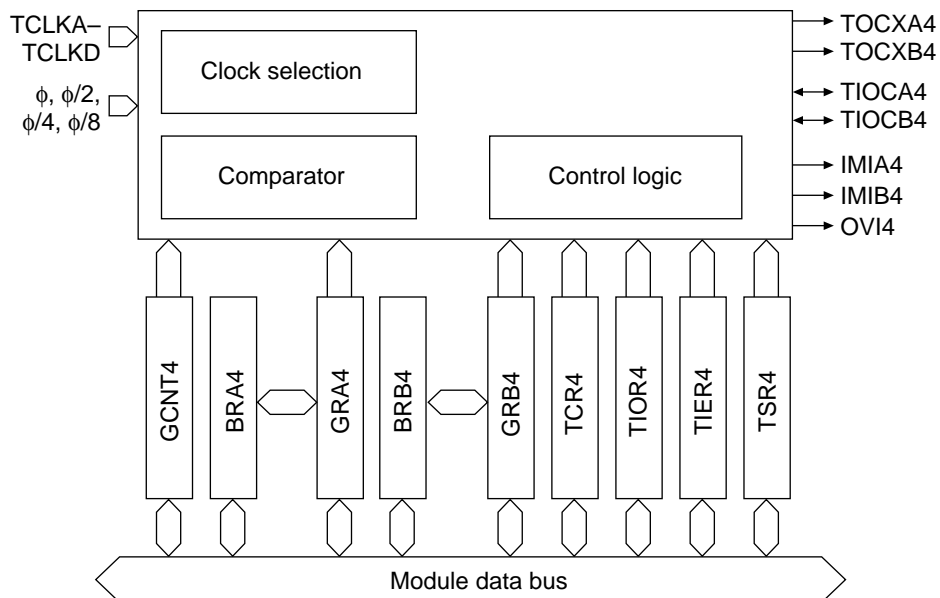 TCLKA–
TCLKD
ϕ, ϕ/2,
ϕ/4, ϕ/8
Clock selection
Comparator
Control logic
TOCXA4
TOCXB4
TIOCA4
TIOCB4
IMIA4
IMIB4
OVI4
GCNT4
BRA4
GRA4
BRB4
GRB4
TCR4
TIOR4
TIER4
TSR4
Module data bus